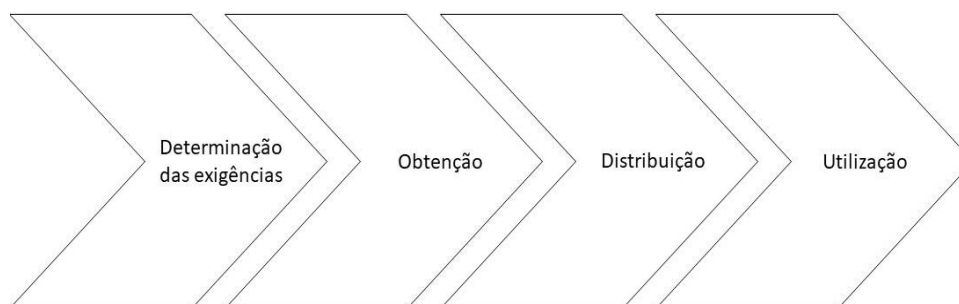 Determinação
das exigências
Obtenção
Distribuição
Utilização